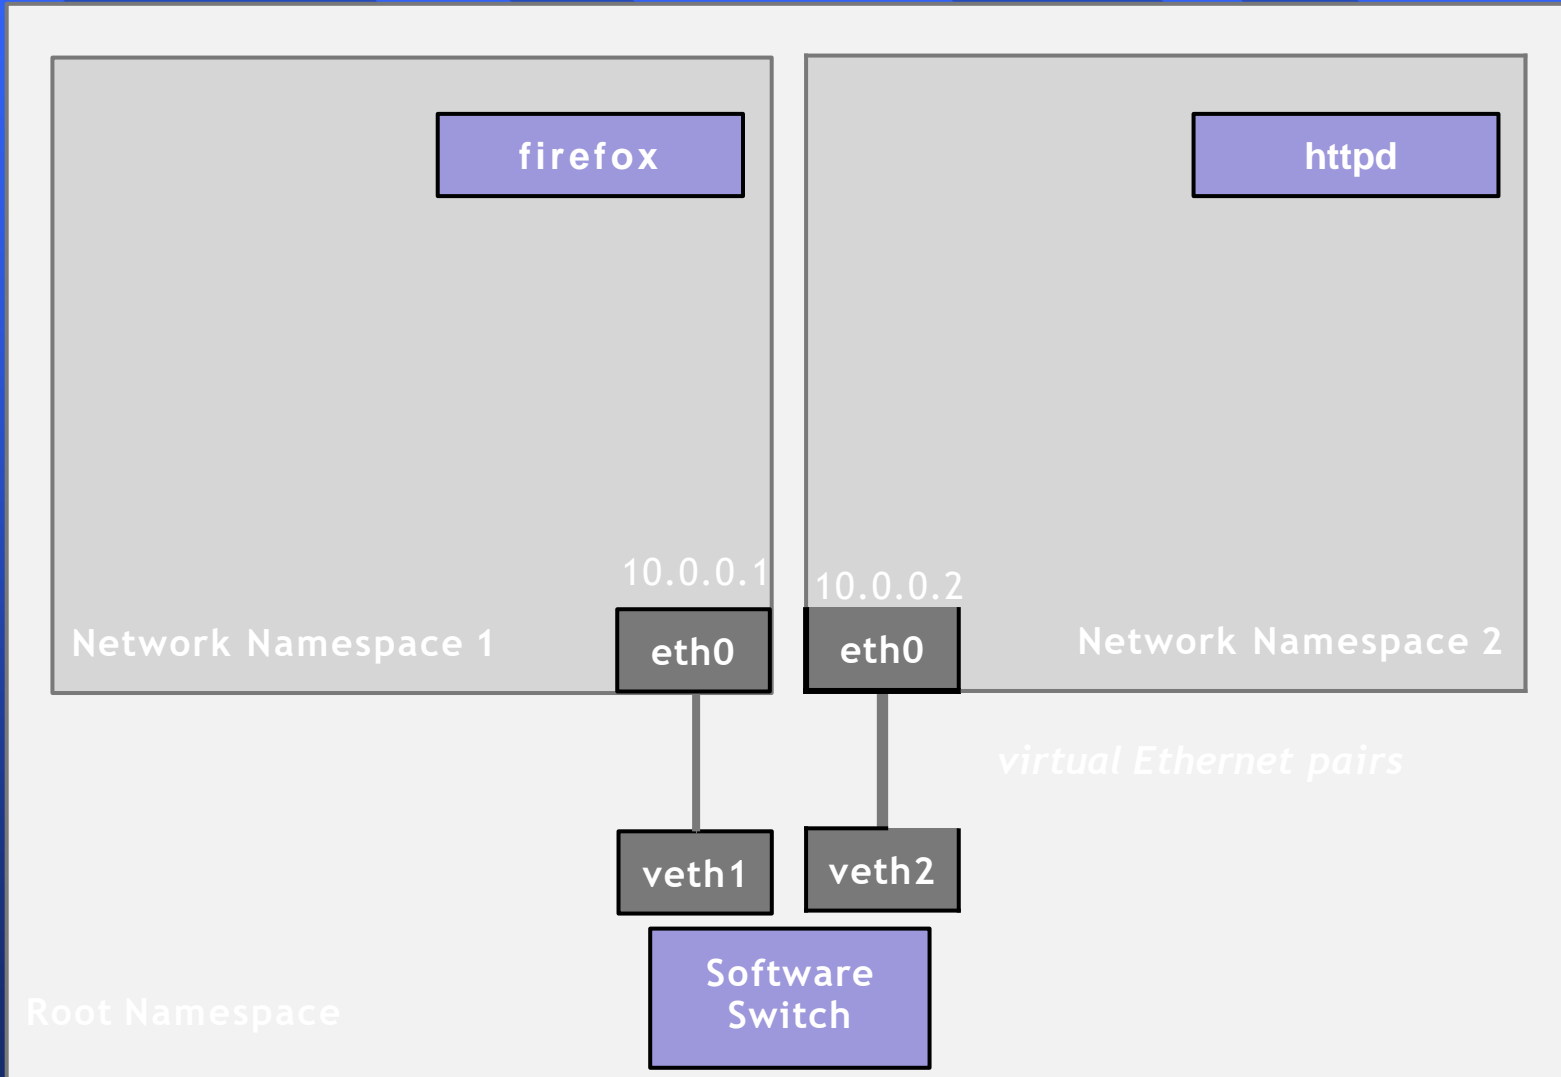 firefox
httpd
10.0.0.1
10.0.0.2
Network Namespace 1
eth0
eth0
Network Namespace 2
virtual Ethernet pairs
veth1
veth2
Software
Switch
Root Namespace